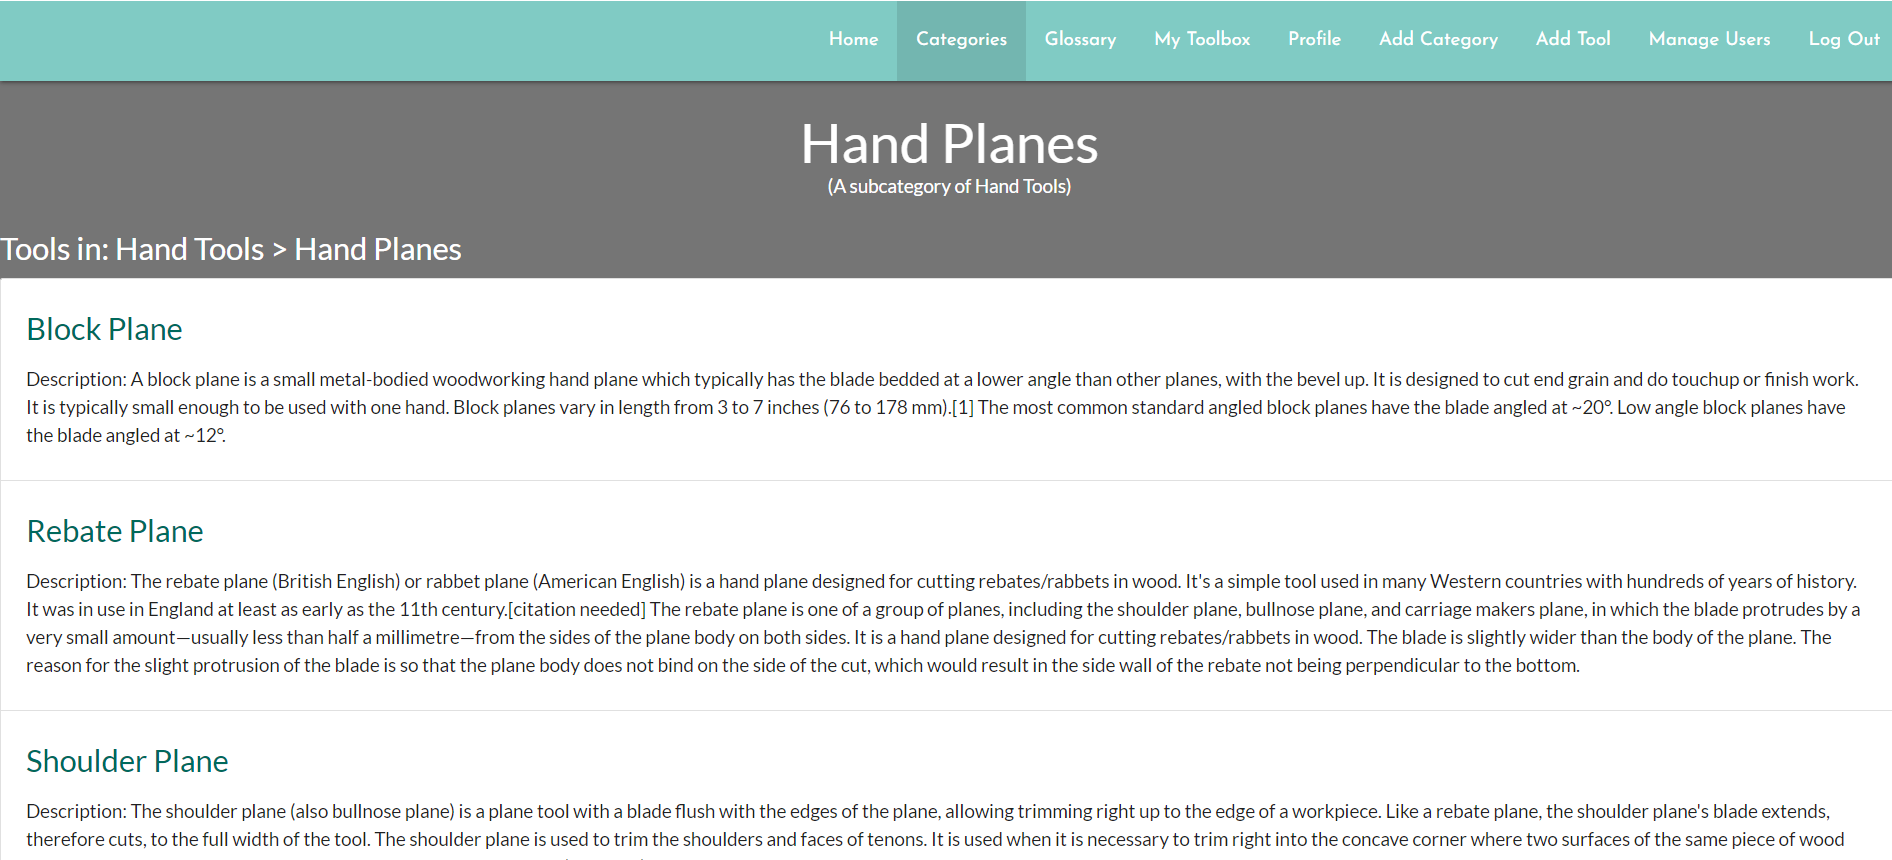 Home Categories Glossary My Toolbox Profile Add Category Add Tool Manage Users Log Out
Hand Planes
(A subcategory of Hand Tools)
Tools in: Hand Tools > Hand Planes
Block Plane
Description: A block plane is a small metal-bodied woodworking hand plane which typically has the blade bedded at a lower angle than other planes, with the bevel up. It is designed to cut end grain and do touchup or finish work.
It is typically small enough to be used with one hand. Block planes vary in length from 3 to 7 inches (76 to 178 mm).[1] The most common standard angled block planes have the blade angled at ~20°. Low angle block planes have
the blade angled at ~12°.
Rebate Plane
Description: The rebate plane (British English) or rabbet plane (American English) is a hand plane designed for cutting rebates/rabbets in wood. It's a simple tool used in many Western countries with hundreds of years of history.
It was in use in England at least as early as the 11th century.[citation needed] The rebate plane is one of a group of planes, including the shoulder plane, bullnose plane, and carriage makers plane, in which the blade protrudes by a
very small amount—usually less than half a millimetre—from the sides of the plane body on both sides. It is a hand plane designed for cutting rebates/rabbets in wood. The blade is slightly wider than the body of the plane. The
reason for the slight protrusion of the blade is so that the plane body does not bind on the side of the cut, which would result in the side wall of the rebate not being perpendicular to the bottom.
Shoulder Plane
Description: The shoulder plane (also bullnose plane) is a plane tool with a blade flush with the edges of the plane, allowing trimming right up to the edge of a workpiece. Like a rebate plane, the shoulder plane's blade extends,
therefore cuts, to the full width of the tool. The shoulder plane is used to trim the shoulders and faces of tenons. It is used when it is necessary to trim right into the concave corner where two surfaces of the same piece of wood